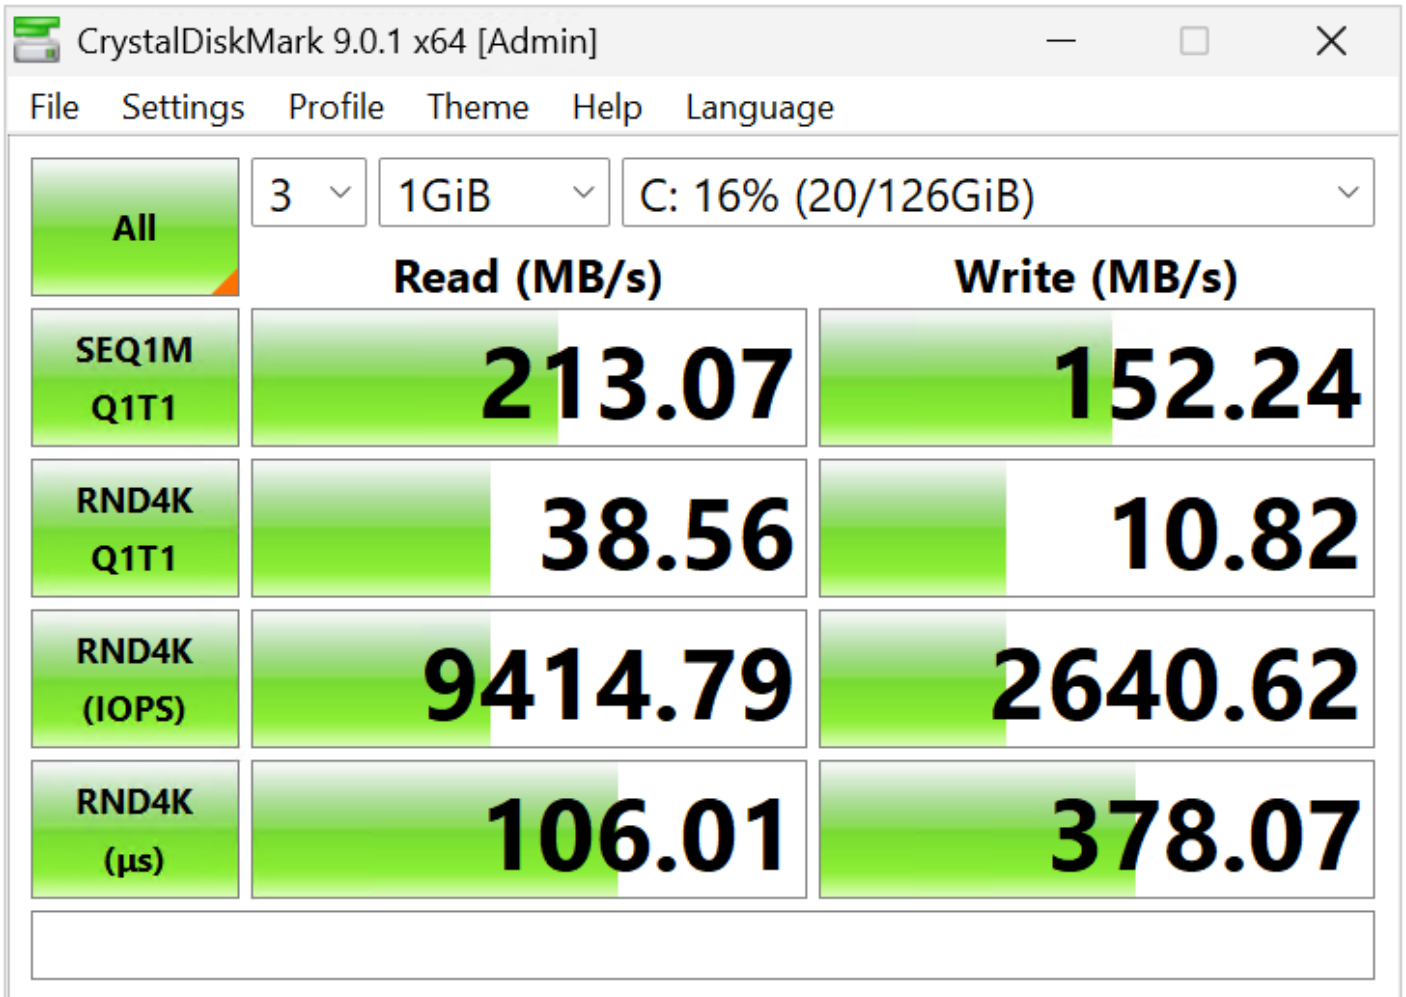 CrystalDiskMark 9.0.1 x64 [Admin]
File Settings Profile Theme Help Language
All 3 1GiB C: 16% (20/126GiB)
Read (MB/s) Write (MB/s)
SEQ1M
Q1T1
213.07 152.24
RND4K
Q1T1
38.56 10.82
RND4K
(IOPS)
9414.79 2640.62
RND4K
(μs)
106.01 378.07